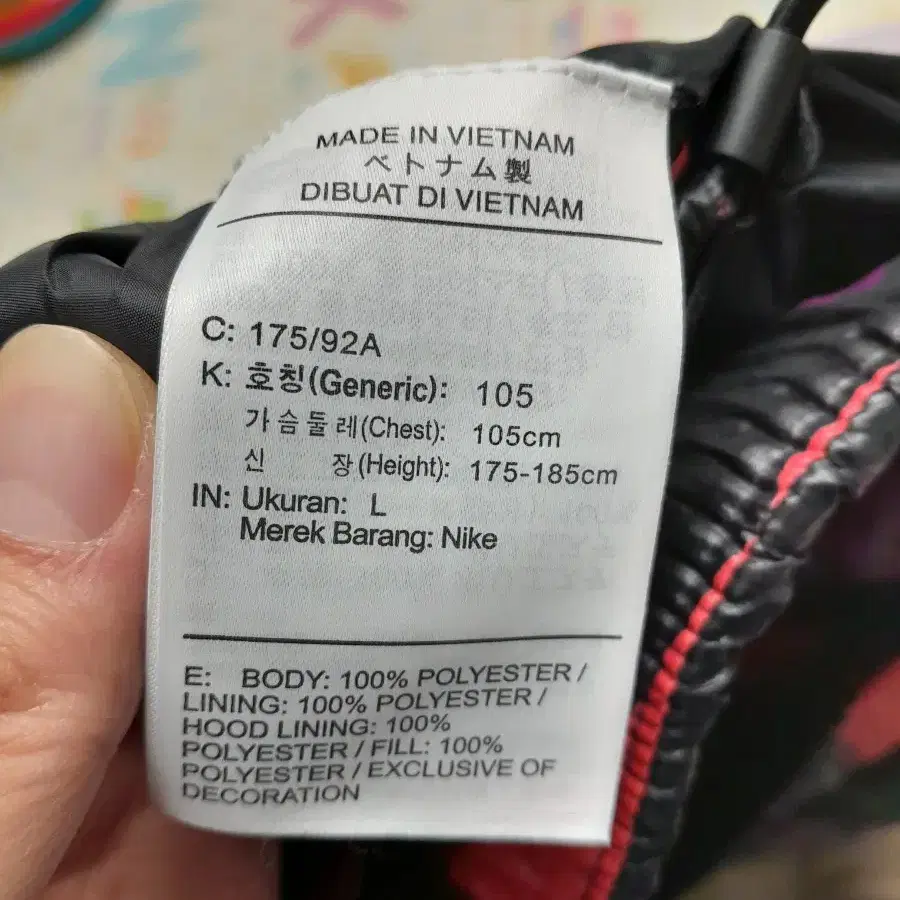 MADE IN VIETNAM
ベトナム製
DIBUAT DI VIETNAM
C: 175/92A
K: 호칭(Generic): 105
가슴둘레(Chest): 105cm
신 장(Height): 175-185cm
IN: Ukuran: L
Merek Barang: Nike
E: BODY: 100% POLYESTER /
LINING: 100% POLYESTER /
HOOD LINING: 100%
POLYESTER / FILL: 100%
POLYESTER / EXCLUSIVE OF
DECORATION